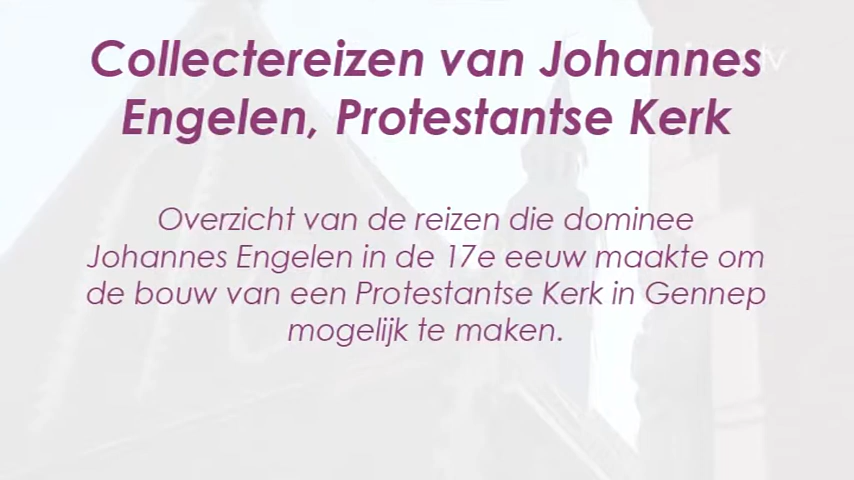 Collectereizen van Johannes
Engelen, Protestantse Kerk
Overzicht van de reizen die dominee
Johannes Engelen in de 17e eeuw maakte om
de bouw van een Protestantse Kerk in Gennep
mogelijk te maken.